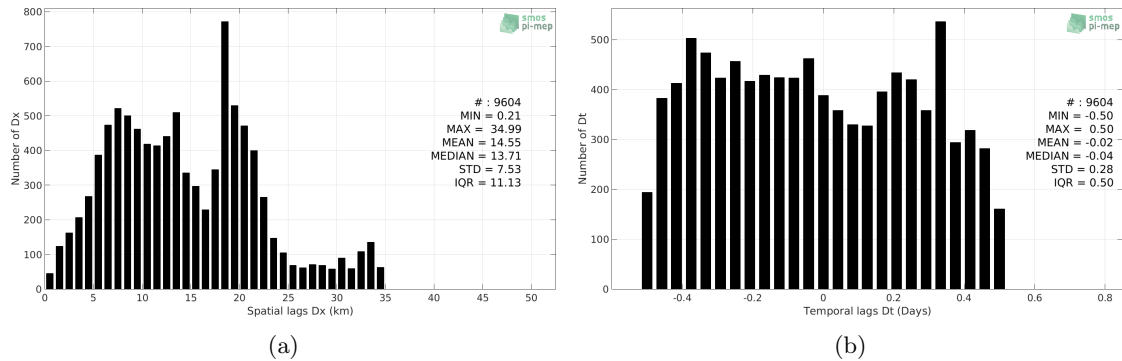 800
700
600
500
400
300
200
100
0
Number of Dx
0 5 10 15 20 25 30 35 40 45 50
Spatial lags Dx (km)
smos
pi-mep
# : 9604
MIN = 0.21
MAX = 34.99
MEAN = 14.55
MEDIAN = 13.71
STD = 7.53
IQR = 11.13
(a)
500
400
300
200
100
0
Number of Dt
-0.4 -0.2 0 0.2 0.4 0.6 0.8
Temporal lags Dt (Days)
smos
pi-mep
# : 9604
MIN = -0.50
MAX = 0.50
MEAN = -0.02
MEDIAN = -0.04
STD = 0.28
IQR = 0.50
(b)